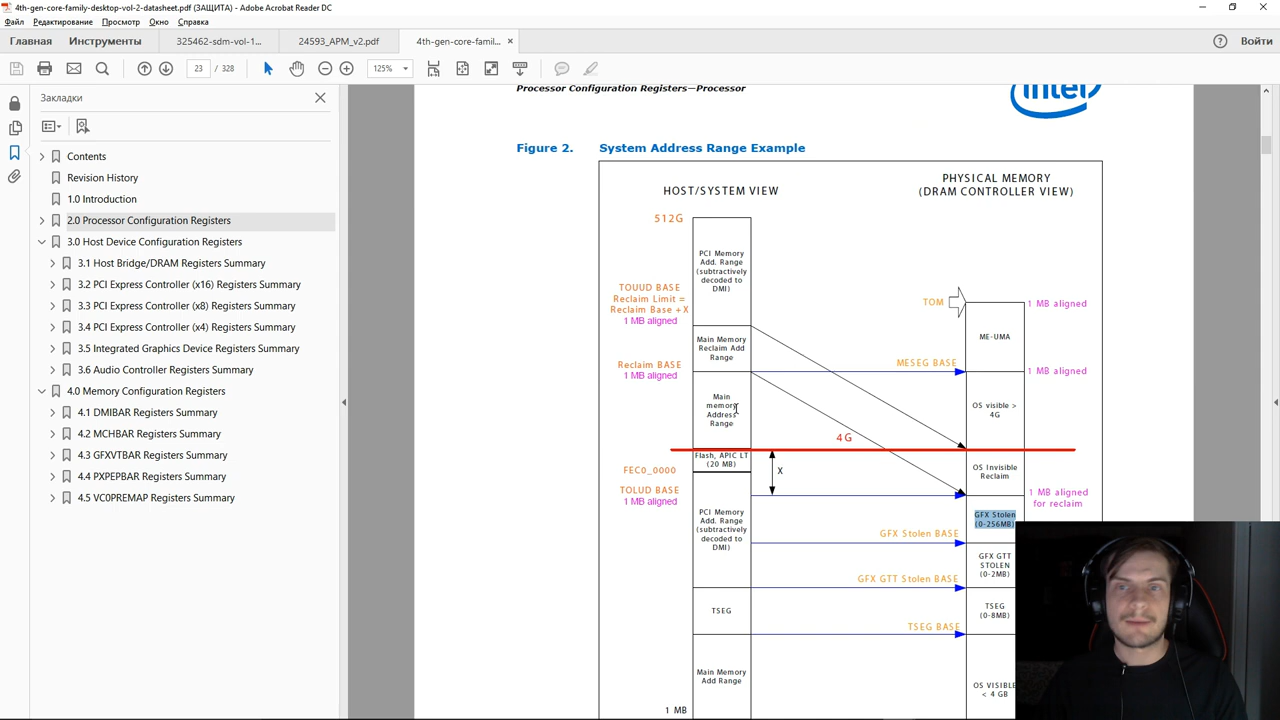 4th-gen-core-family-desktop-vol-2-datasheet.pdf (ЗАЩИТА) - Adobe Acrobat Reader DC
Файл Редактирование Просмотр Окно Справка
Главная Инструменты 325462-sdm-vol-1... 24593_APM_v2.pdf 4th-gen-core-famil... × Войти
23 / 328 125%
Закладки
Contents
Revision History
1.0 Introduction
2.0 Processor Configuration Registers
3.0 Host Device Configuration Registers
3.1 Host Bridge/DRAM Registers Summary
3.2 PCI Express Controller (x16) Registers Summary
3.3 PCI Express Controller (x8) Registers Summary
3.4 PCI Express Controller (x4) Registers Summary
3.5 Integrated Graphics Device Registers Summary
3.6 Audio Controller Registers Summary
4.0 Memory Configuration Registers
4.1 DMIBAR Registers Summary
4.2 MCHBAR Registers Summary
4.3 GFXVTBAR Registers Summary
4.4 PXPEPBAR Registers Summary
4.5 VC0PREMAP Registers Summary
Processor Configuration Registers—Processor
intel
Figure 2. System Address Range Example
HOST/SYSTEM VIEW
PHYSICAL MEMORY
(DRAM CONTROLLER VIEW)
512G
PCI Memory
Add. Range
(subtractively
decoded to
DMI)
TOUUD BASE
Reclaim Limit =
Reclaim Base +X
1 MB aligned
TOM
1 MB aligned
Main Memory
Reclaim Add
Range
ME-UMA
Reclaim BASE
1 MB aligned
MESEG BASE
1 MB aligned
Main
memory
Address
Range
OS visible >
4G
4G
Flash, APIC LT
(20 MB)
X
OS Invisible
Reclaim
FEC0_0000
TOLUD BASE
1 MB aligned
1 MB aligned
for reclaim
PCI Memory
Add. Range
(subtractively
decoded to
DMI)
GFX Stolen
(0-256MB)
GFX Stolen BASE
GFX GTT
STOLEN
(0-2MB)
GFX GTT Stolen BASE
TSEG
TSEG
(0-8MB)
TSEG BASE
Main Memory
Add Range
OS VISIBLE
< 4 GB
1 MB